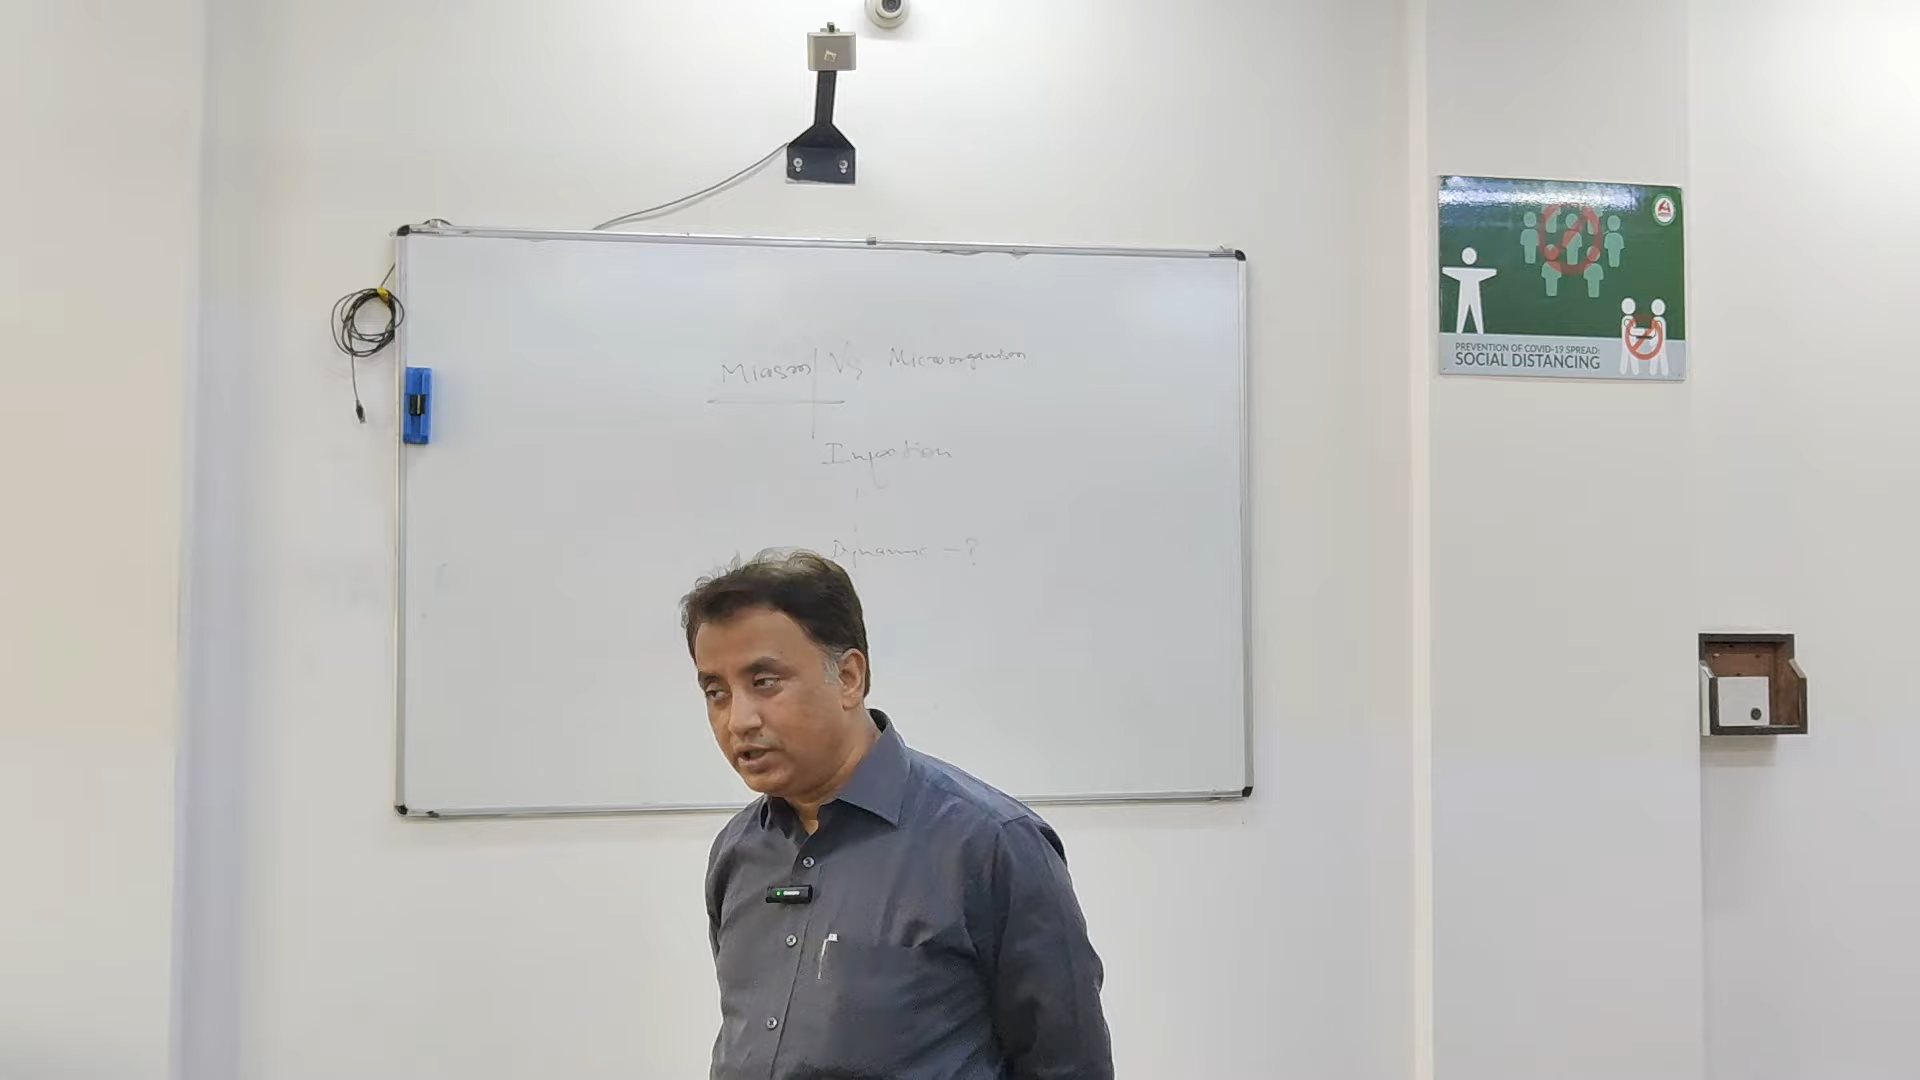 Miasm Vs Microorganism
Infection
Dynamic - ?
PREVENTION OF COVID-19 SPREAD:
SOCIAL DISTANCING